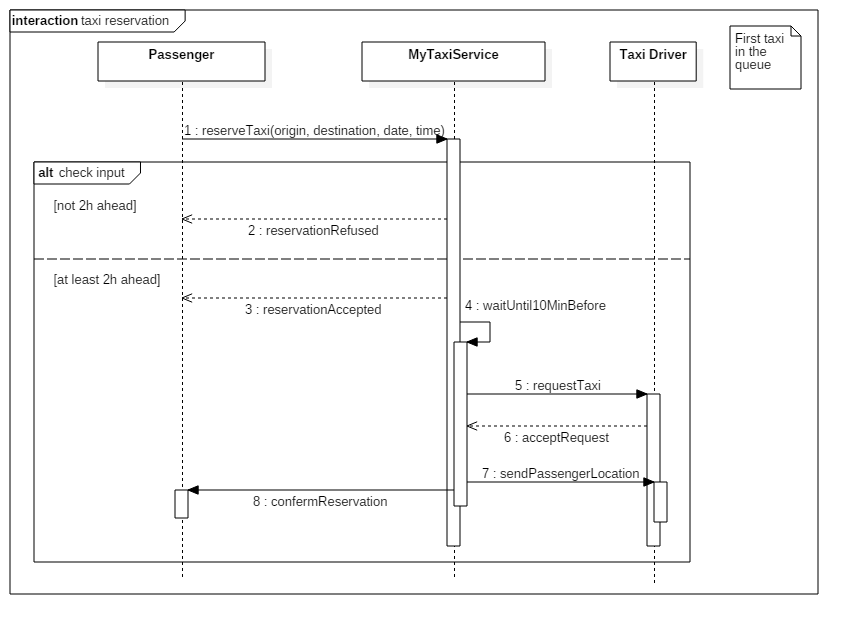 interaction taxi reservation
First taxi
in the
queue
Passenger
MyTaxiService
Taxi Driver
1 : reserveTaxi(origin, destination, date, time)
alt check input
[not 2h ahead]
2 : reservationRefused
[at least 2h ahead]
3 : reservationAccepted
4 : waitUntil10MinBefore
5 : requestTaxi
6 : acceptRequest
7 : sendPassengerLocation
8 : confermReservation